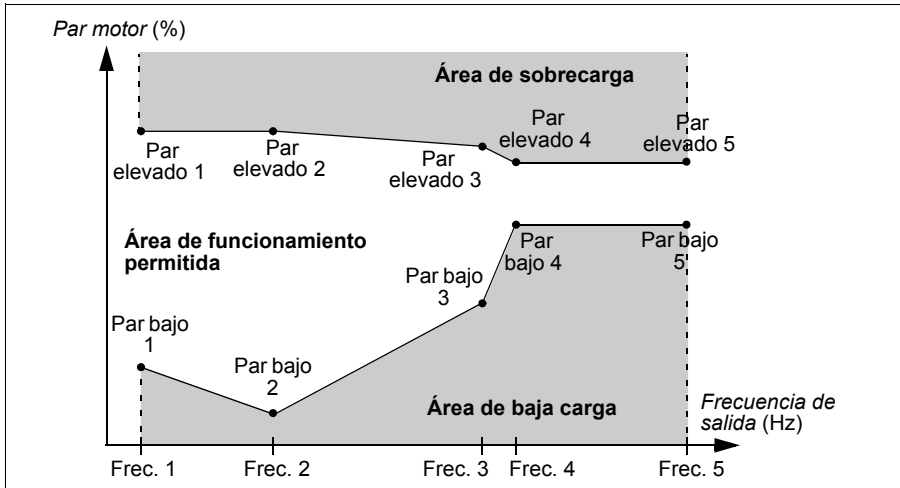 Par motor (%)
Área de sobrecarga
Par
elevado 1
Par
elevado 2
Par
elevado 3
Par
elevado 4
Par
elevado 5
Área de funcionamiento
permitida
Par bajo
1
Par bajo
2
Par bajo
3
Par
bajo 4
Par bajo
5
Área de baja carga
Frecuencia de
salida (Hz)
Frec. 1
Frec. 2
Frec. 3
Frec. 4
Frec. 5